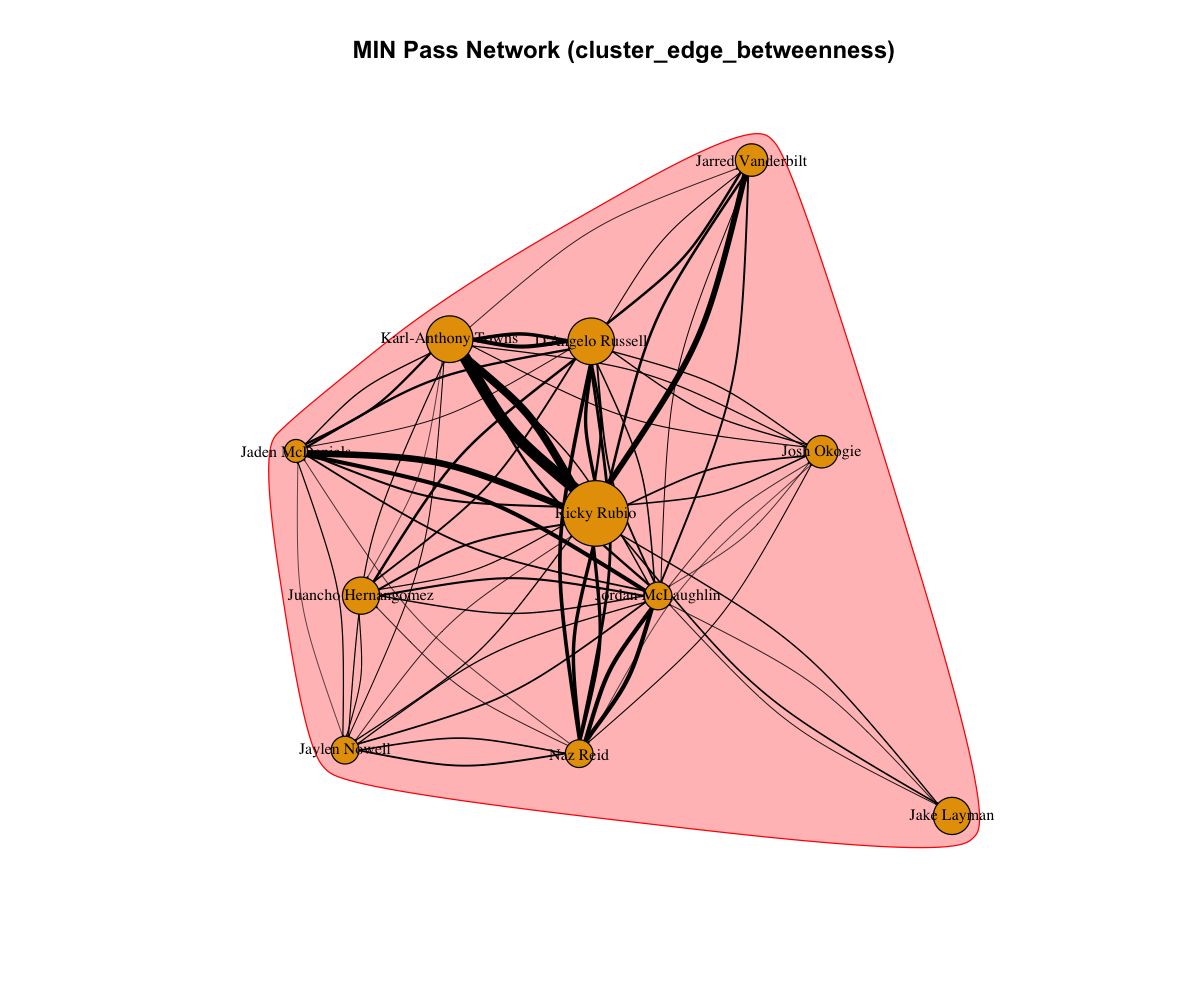 MIN Pass Network (cluster_edge_betweenness)
Jarred Vanderbilt
Karl-Anthony Towns
D'Angelo Russell
Jaden McDaniels
Josh Okogie
Ricky Rubio
Juancho Hernangomez
Jordan McLaughlin
Jaylen Nowell
Naz Reid
Jake Layman